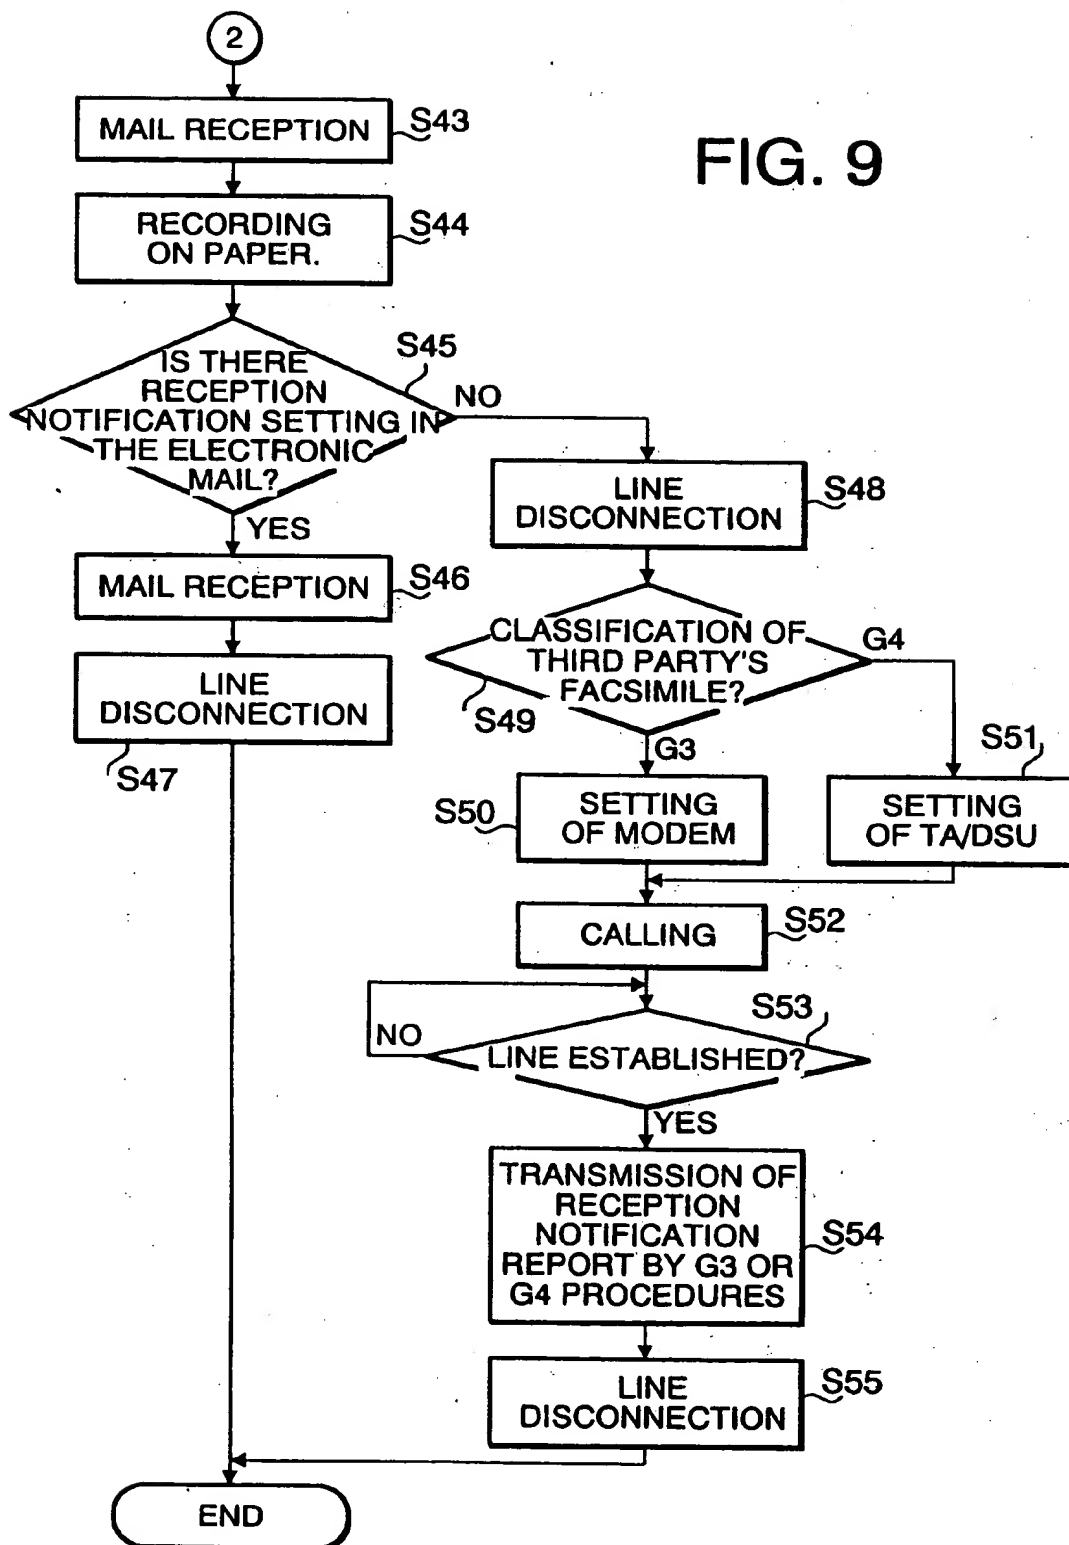 2
MAIL RECEPTION
S43
FIG. 9
RECORDING
ON PAPER.
S44
IS THERE
RECEPTION
NOTIFICATION SETTING IN
THE ELECTRONIC
MAIL?
S45
NO
YES
LINE
DISCONNECTION
S48
MAIL RECEPTION
S46
CLASSIFICATION OF
THIRD PARTY'S
FACSIMILE?
G4
S49
G3
LINE
DISCONNECTION
S47
S50
SETTING
OF MODEM
S51
SETTING
OF TA/DSU
CALLING
S52
NO
LINE ESTABLISHED?
S53
YES
TRANSMISSION OF
RECEPTION
NOTIFICATION
REPORT BY G3 OR
G4 PROCEDURES
S54
LINE
DISCONNECTION
S55
END